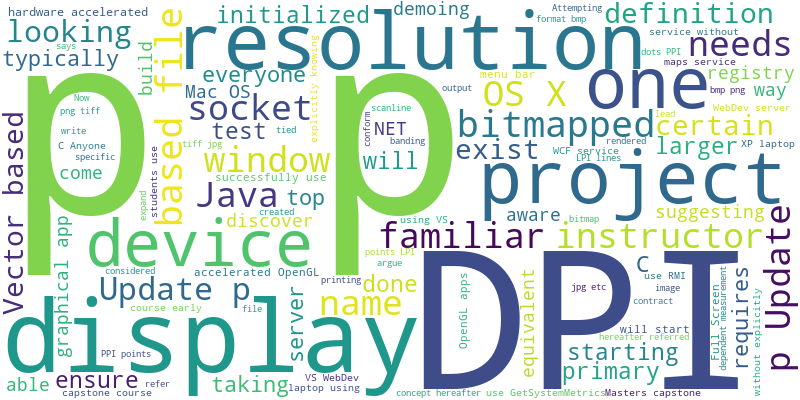 hardware accelerated
looking
says
typically
Now
png tiff
write
C Anyone
specific
come
build
students use
expand
based file
Mac OS
socket
test
tiff jpg
tied
window
successfully use
Java
top
created
discover
initialized
everyone
resolution
demoing
explicitly knowing
scanline
conform
NET
banding
will
output
menu bar
format bmp
Attempting
definition
service without
dots PPI
needs
maps service
registry
bmp png
way
WebDev server
lead
certain
one
OS X
bitmapped
exist
WCF service
rendered
LPI lines
larger
XP laptop
p
p
project
Vector based
graphical app
device
aware
using VS
bitmap
suggesting
familiar
instructor
p Update
considered
Update p
accelerated OpenGL
printing
points LPI
argue
done
name
course early
file
server
display
DPI
OpenGL apps
equivalent
C
jpg etc
use RMI
image
contract
will start
hereafter referred
starting
primary
Full Screen
dependent measurement
requires
without explicitly
PPI points
able
ensure
refer
capstone course
taking
VS WebDev
laptop using
concept hereafter
use GetSystemMetrics
Masters capstone